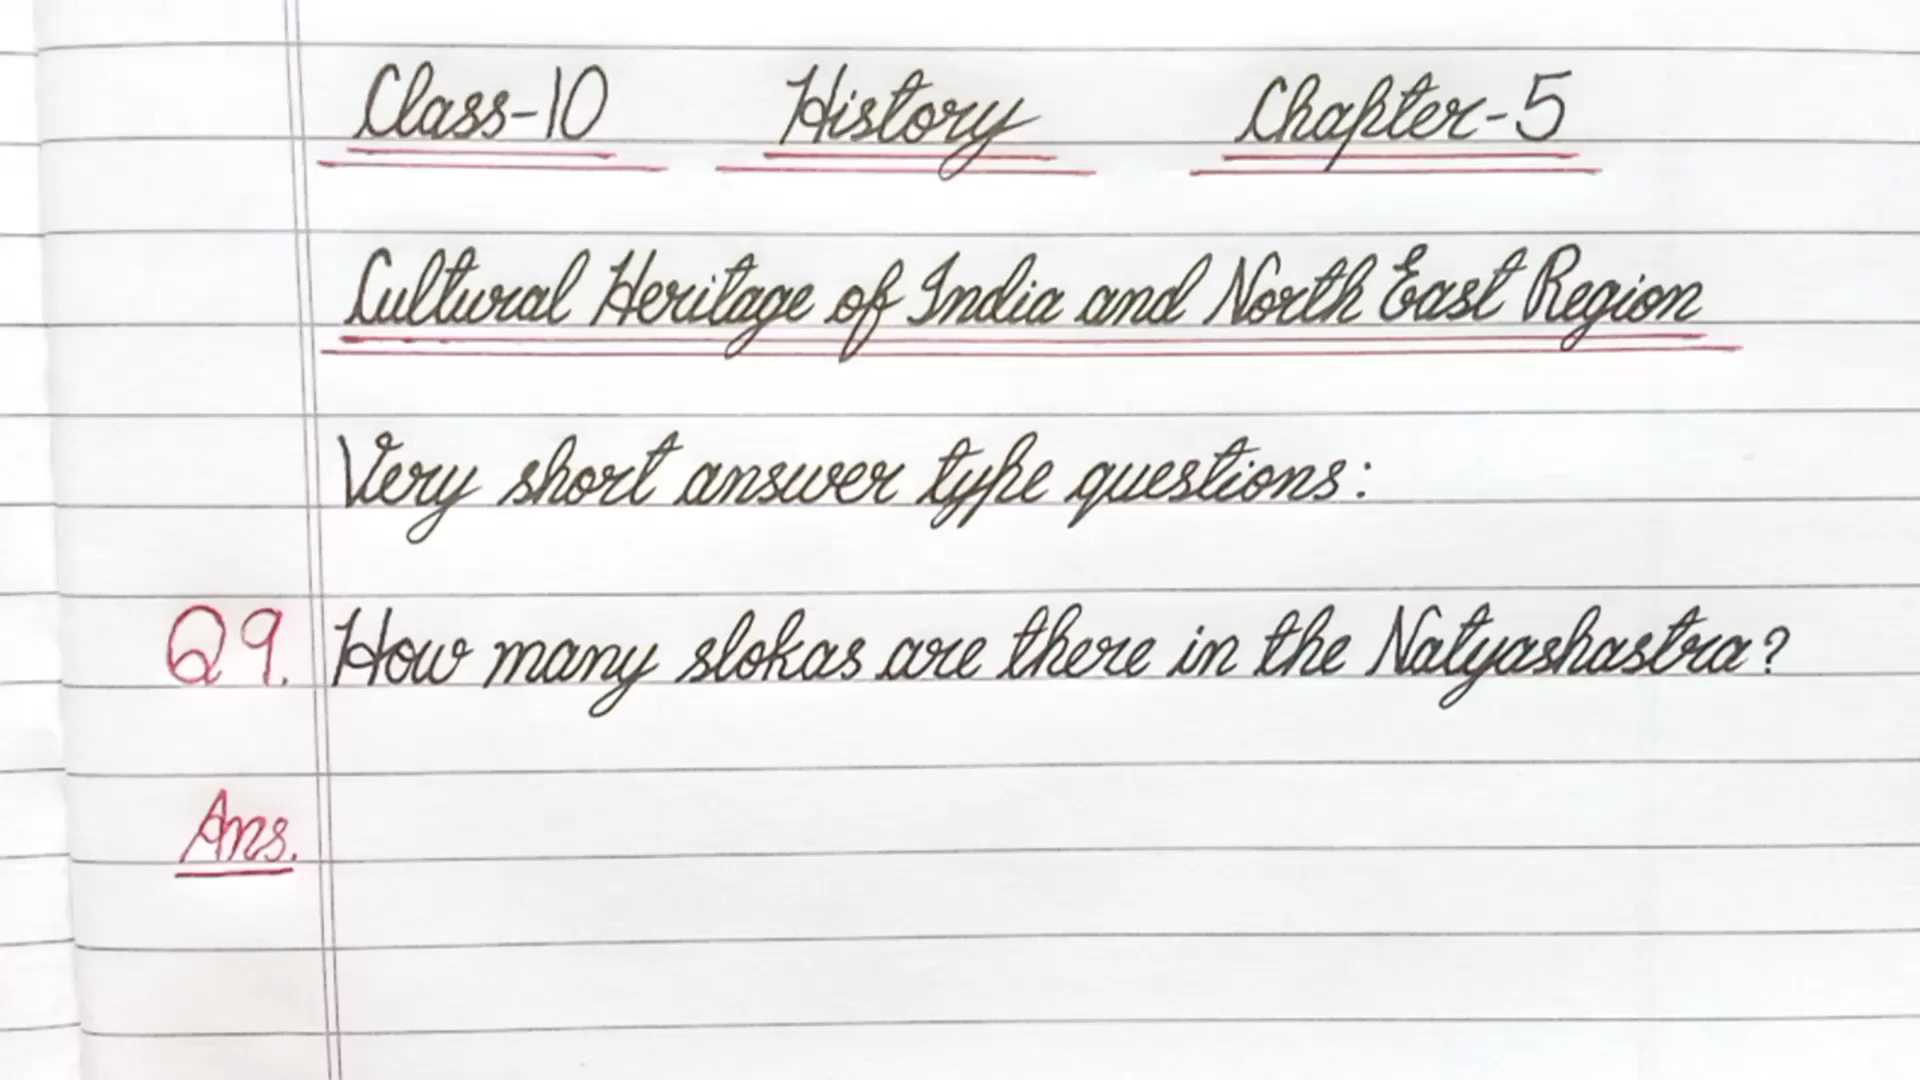 Class-10 History Chapter-5
Cultural Heritage of India and North East Region
Very short answer type questions:
Q9. How many slokas are there in the Natyashastra?
Ans.